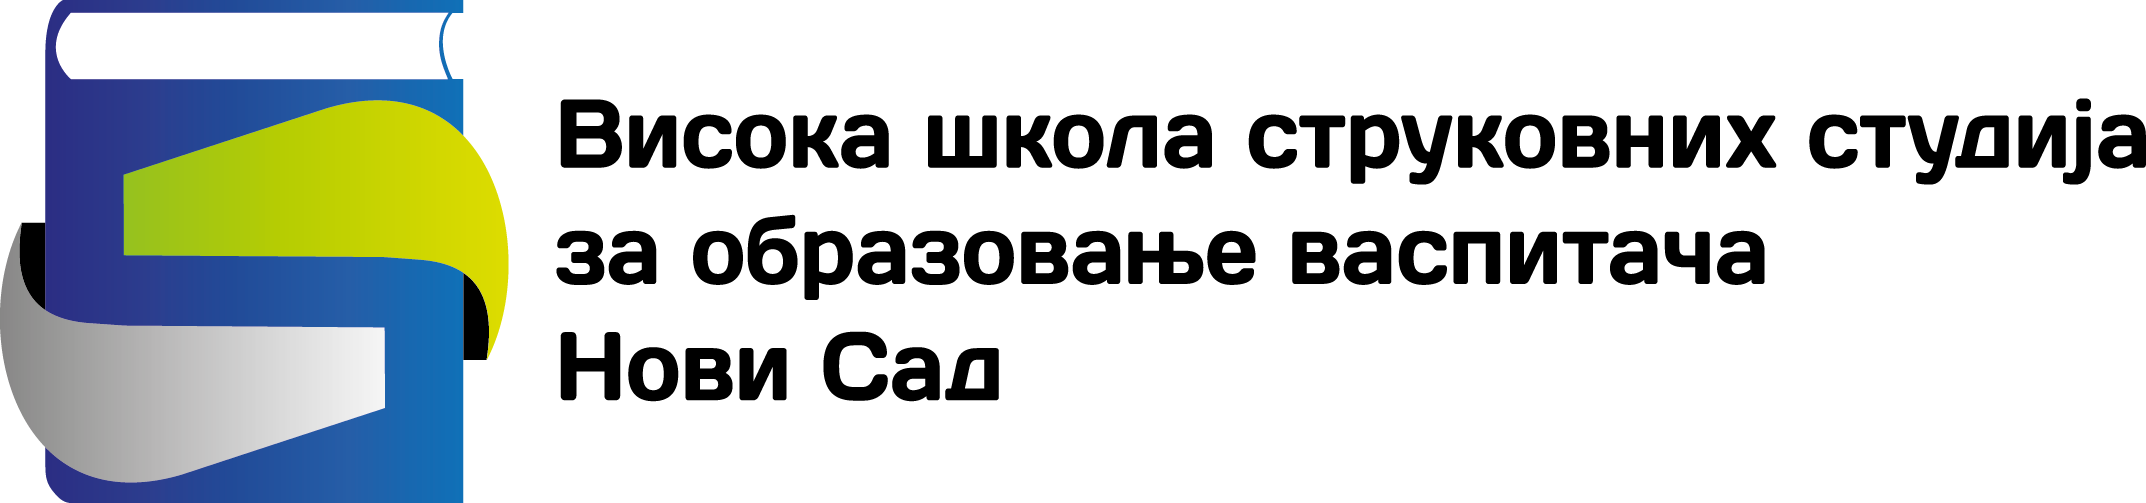 Висока школа струковних студија
за образовање васпитача
Нови Сад